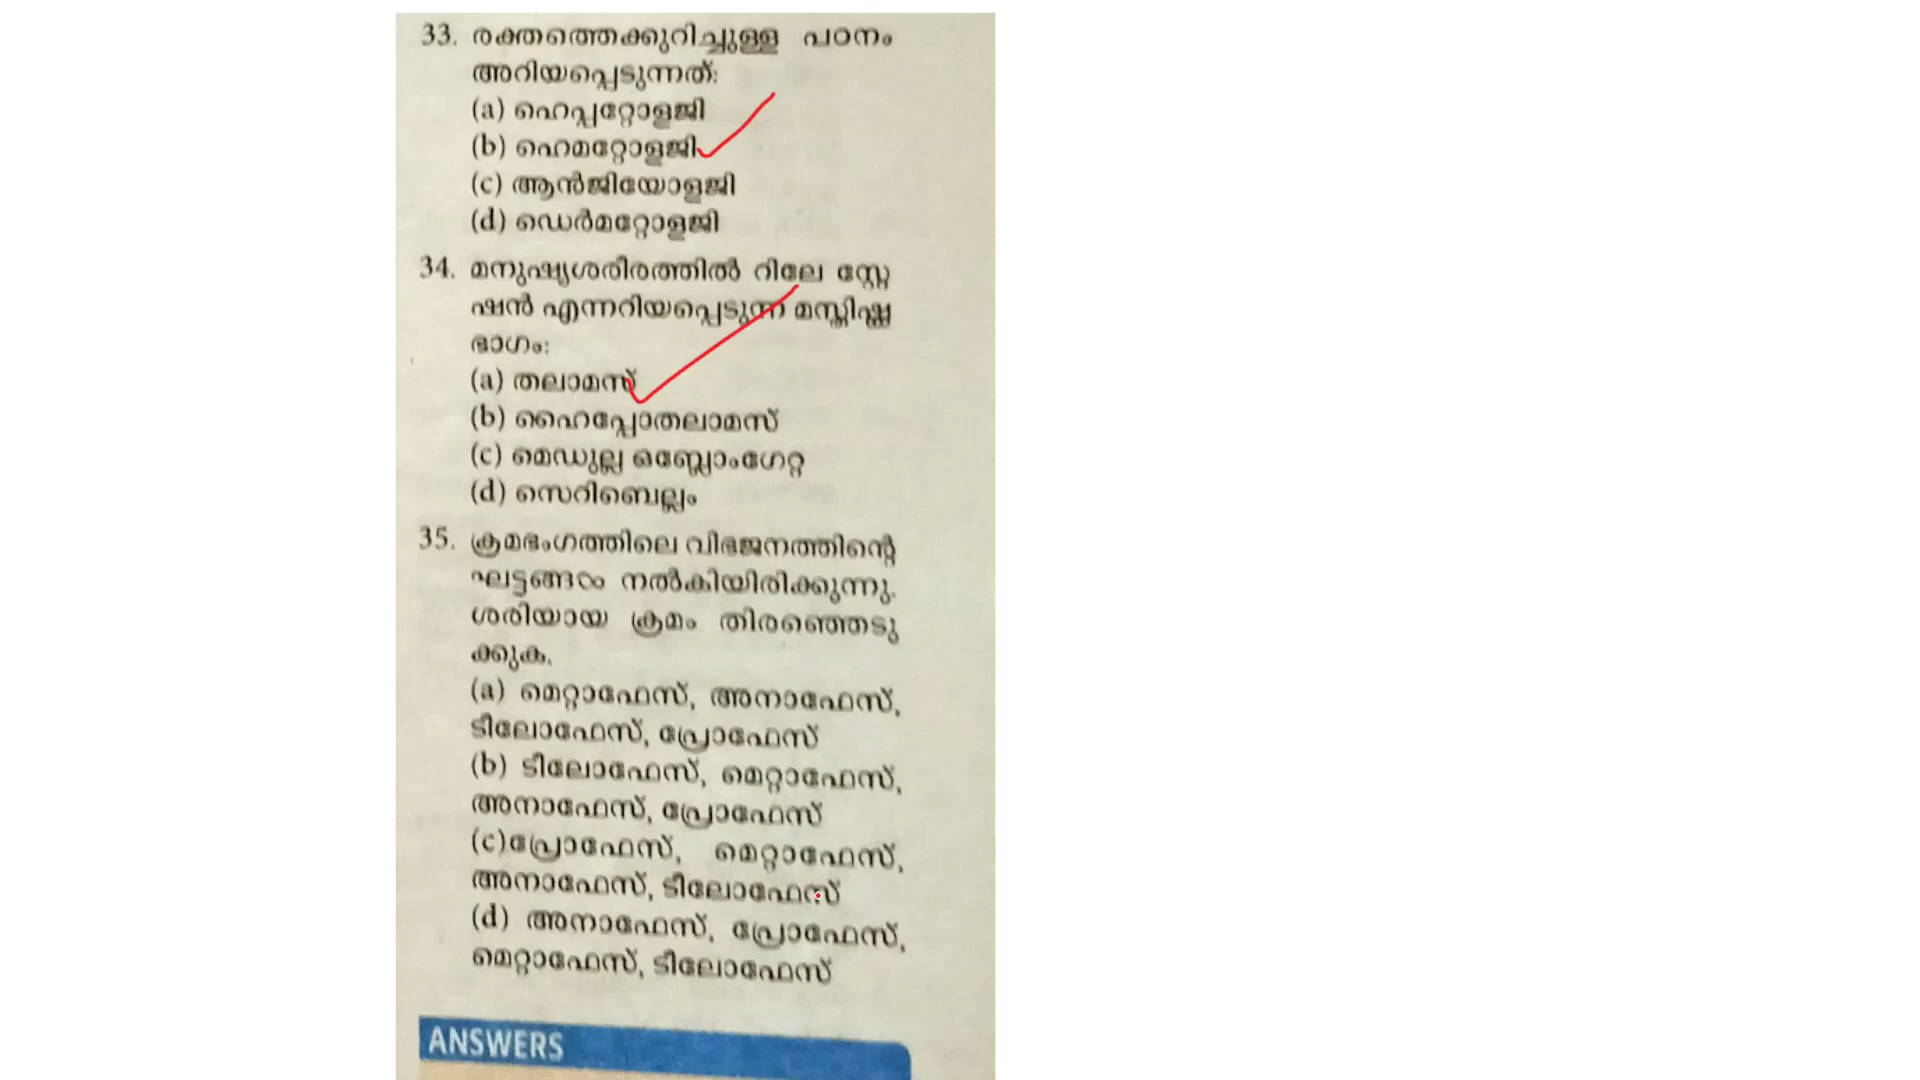 33. രക്തത്തെക്കുറിച്ചുള്ള പഠനം
അറിയപ്പെടുന്നത്:
(a) ഹെപ്പറ്റോളജി
(b) ഹെമറ്റോളജി
(c) ആൻജിയോളജി
(d) ഡെർമറ്റോളജി
34. മനുഷ്യശരീരത്തിൽ റിലേ സ്റ്റേ
ഷൻ എന്നറിയപ്പെടുന്ന മസ്തിഷ്ക
ഭാഗം:
(a) തലാമസ്
(b) ഹൈപ്പോതലാമസ്
(c) മെഡുല്ല ഒബ്ലോംഗേറ്റ
(d) സെറിബെല്ലം
35. ക്രമഭംഗത്തിലെ വിഭജനത്തിന്റെ
ഘട്ടങ്ങൾ നൽകിയിരിക്കുന്നു.
ശരിയായ ക്രമം തിരഞ്ഞെടു
ക്കുക.
(a) മെറ്റാഫേസ്, അനാഫേസ്,
ടീലോഫേസ്, പ്രോഫേസ്
(b) ടീലോഫേസ്, മെറ്റാഫേസ്,
അനാഫേസ്, പ്രോഫേസ്
(c)പ്രോഫേസ്, മെറ്റാഫേസ്,
അനാഫേസ്, ടീലോഫേസ്
(d) അനാഫേസ്, പ്രോഫേസ്,
മെറ്റാഫേസ്, ടീലോഫേസ്
ANSWERS